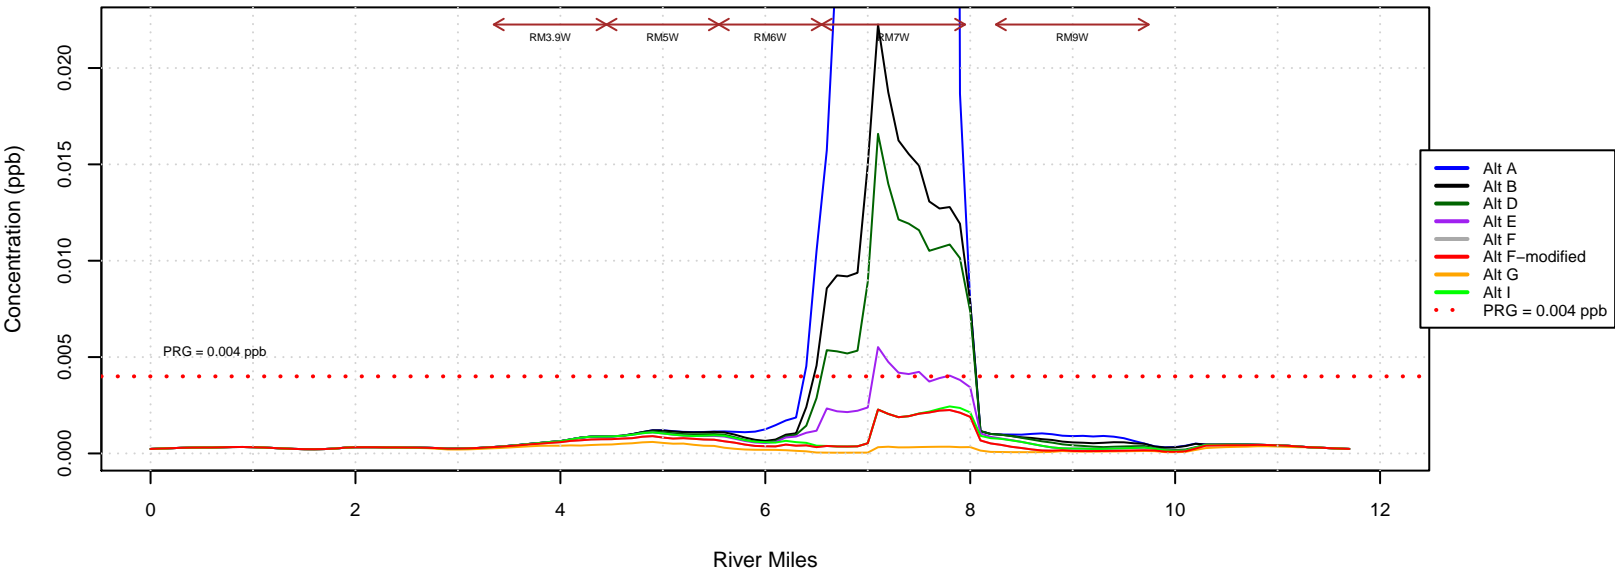 RM3.9W RM5W RM6W RM7W RM9W
0.020
0.015
0.010
0.005
0.000
Concentration (ppb)
PRG = 0.004 ppb
Alt A
Alt B
Alt D
Alt E
Alt F
Alt F−modified
Alt G
Alt I
PRG = 0.004 ppb
0 2 4 6 8 10 12
River Miles